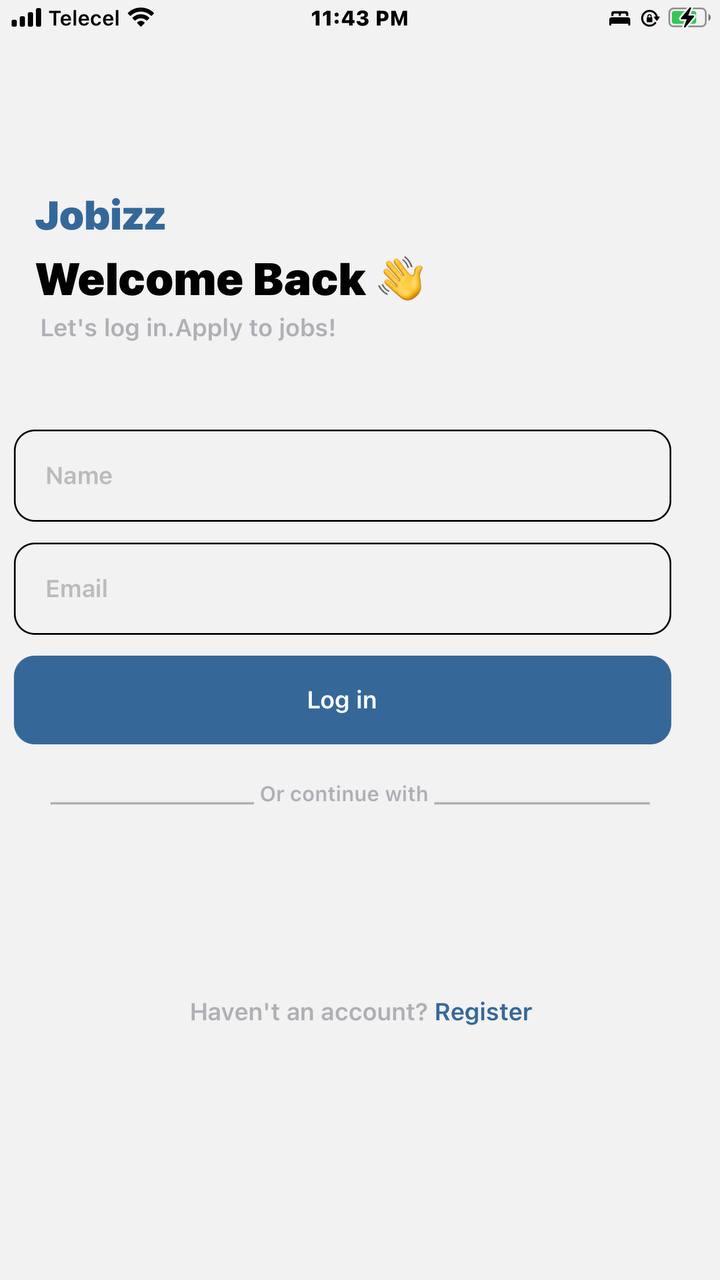 Telecel 11:43 PM
Jobizz
Welcome Back 👋
Let's log in.Apply to jobs!
Name
Email
Log in
Or continue with
Haven't an account? Register